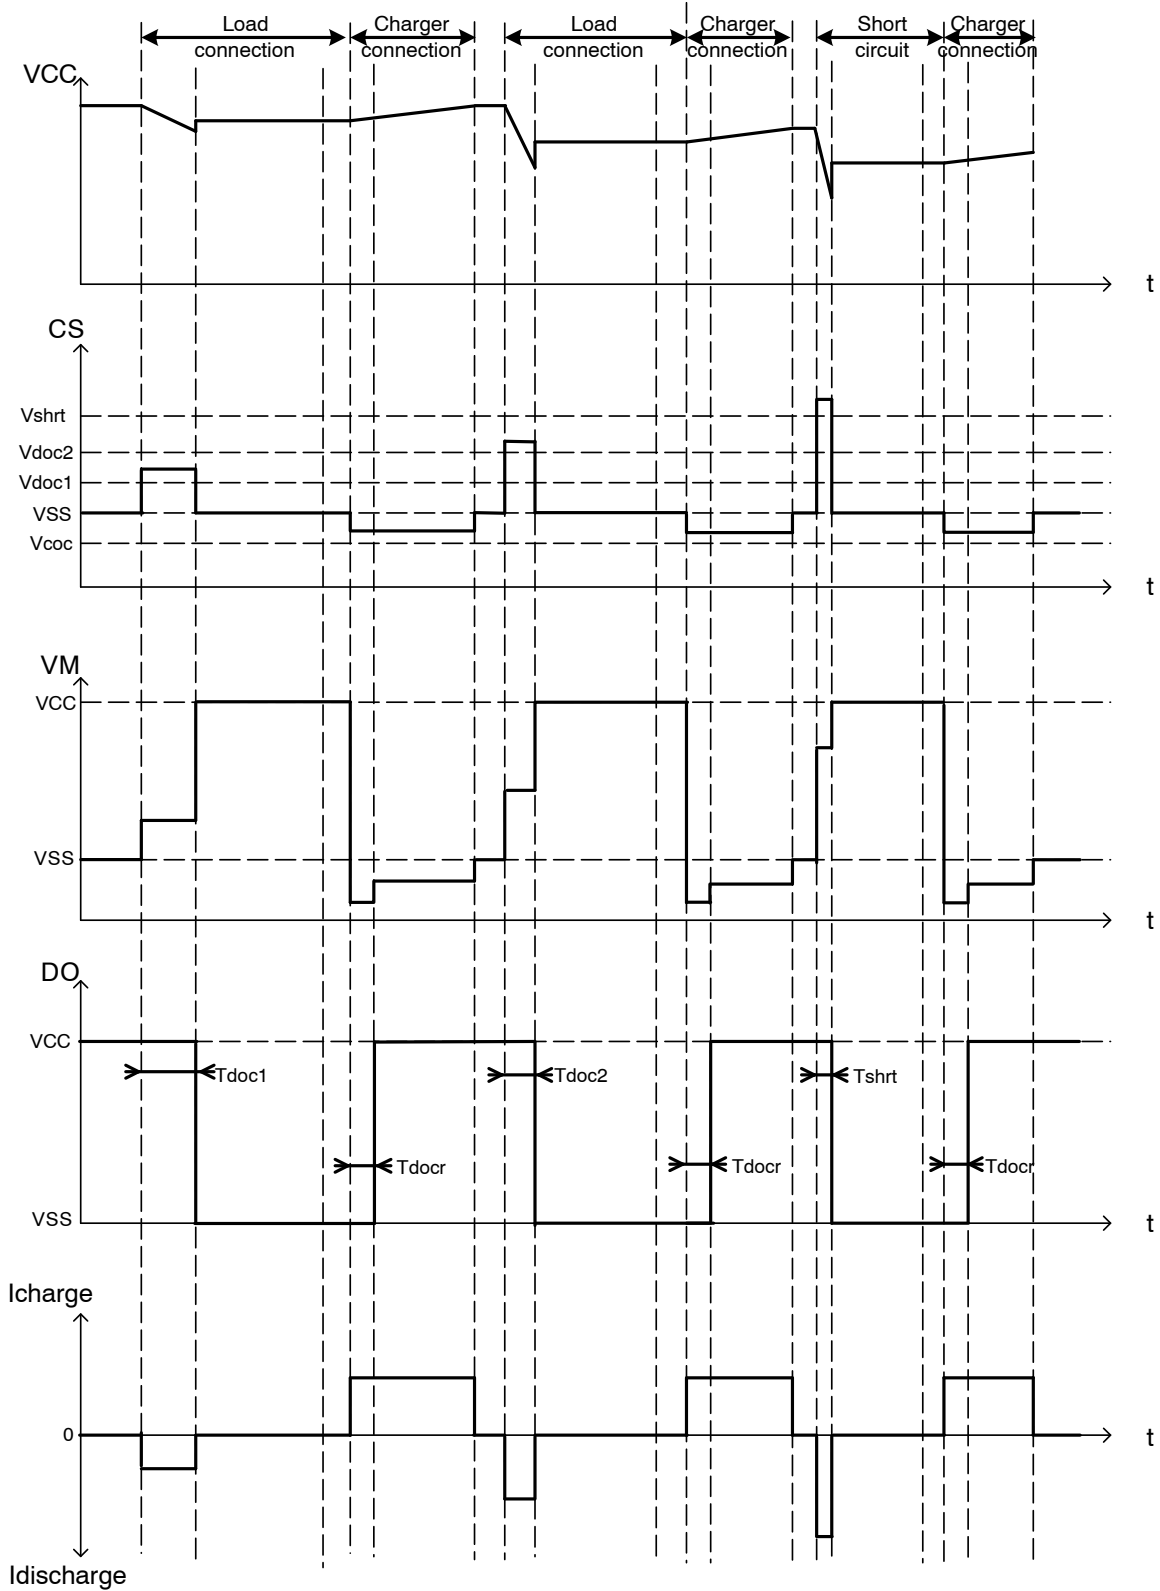 Load
connection
Charger
connection
Load
connection
Charger
connection
Short
circuit
Charger
connection
VCC
t
CS
Vshrt
Vdoc2
Vdoc1
VSS
Vcoc
t
VM
VCC
VSS
t
DO
VCC
Tdoc1
Tdoc2
Tshrt
Tdocr
Tdocr
Tdocr
VSS
t
Icharge
0
t
Idischarge